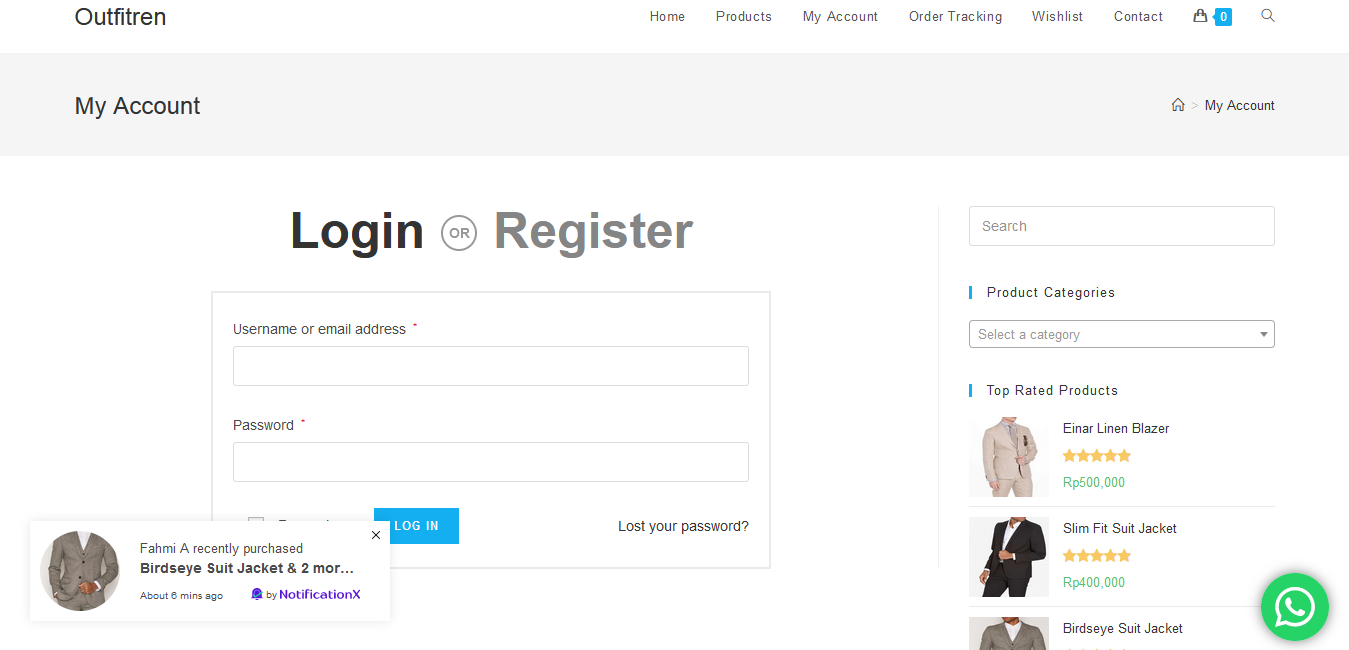 Outfitren
Home Products My Account Order Tracking Wishlist Contact 0
My Account
> My Account
Login OR Register
Username or email address *
Password *
LOG IN
Lost your password?
Fahmi A recently purchased
Birdseye Suit Jacket & 2 mor...
About 6 mins ago by NotificationX
Search
Product Categories
Select a category
Top Rated Products
Einar Linen Blazer
Rp500,000
Slim Fit Suit Jacket
Rp400,000
Birdseye Suit Jacket